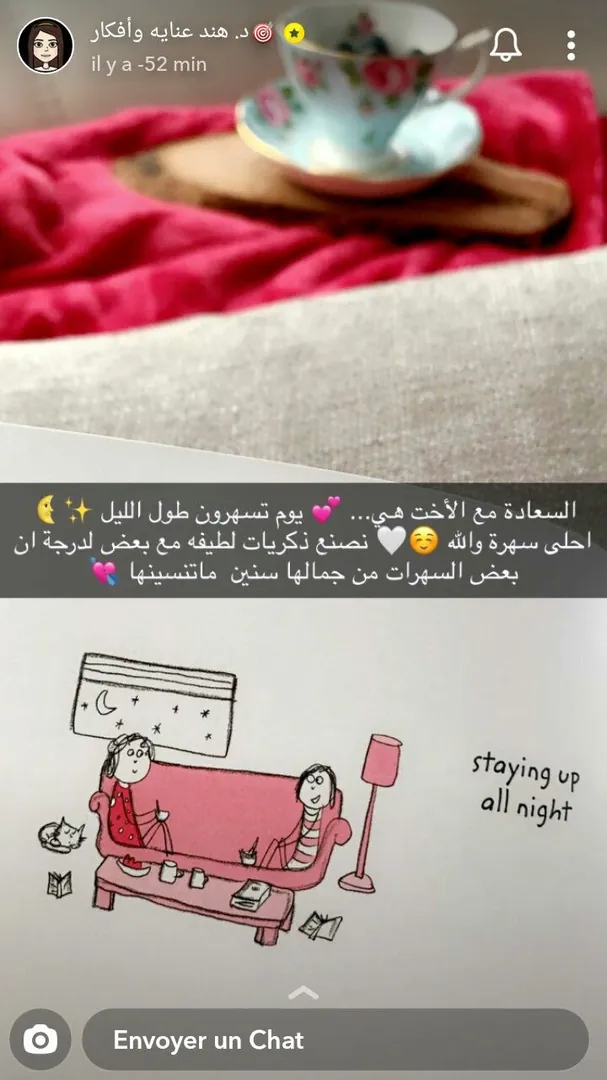 د. هند عنايه وأفكار🎯
il y a -52 min
السعادة مع الأخت هي... 💕 يوم تسهرون طول الليل ✨🌜
احلى سهرة والله ☺️🤍 نصنع ذكريات لطيفه مع بعض لدرجة ان
بعض السهرات من جمالها سنين ماتنسينها 💘
staying up
all night
Envoyer un Chat